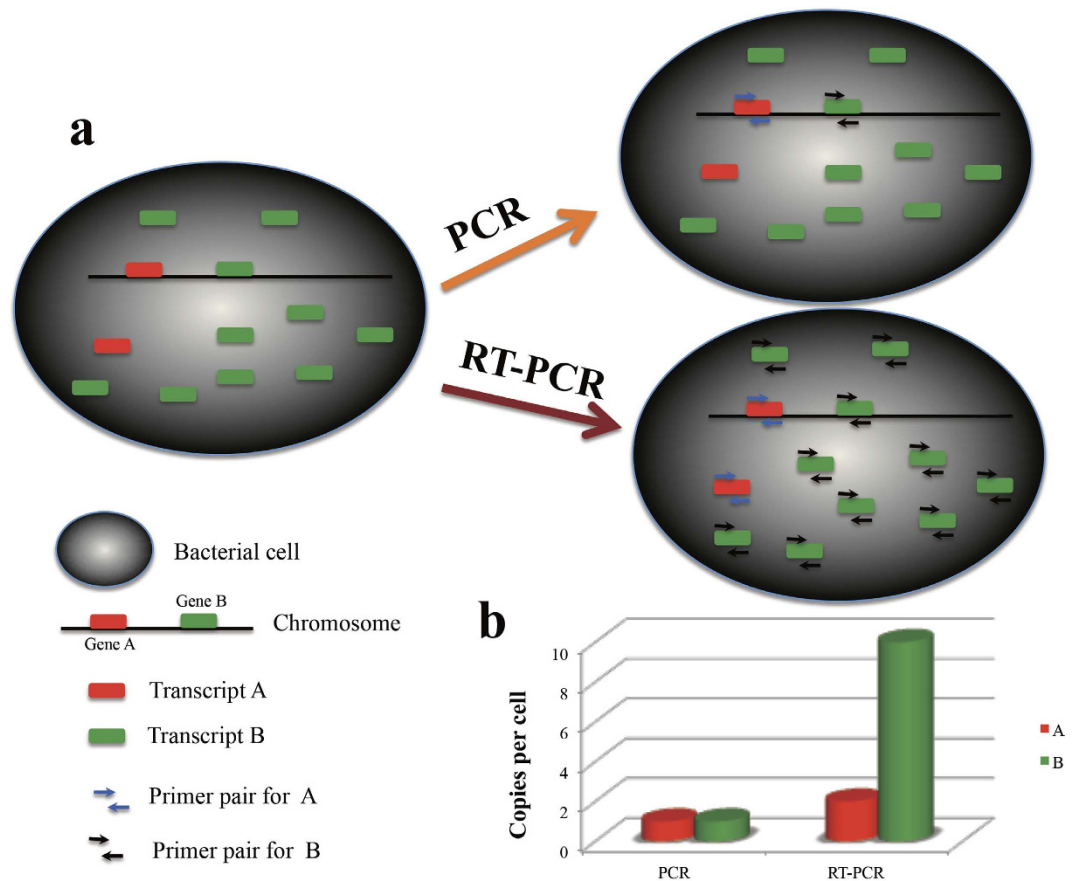 a
PCR
RT-PCR
Bacterial cell
Gene B
Chromosome
Gene A
Transcript A
Transcript B
Primer pair for A
Primer pair for B
b
Copies per cell
10
8
6
4
2
0
PCR
RT-PCR
A
B